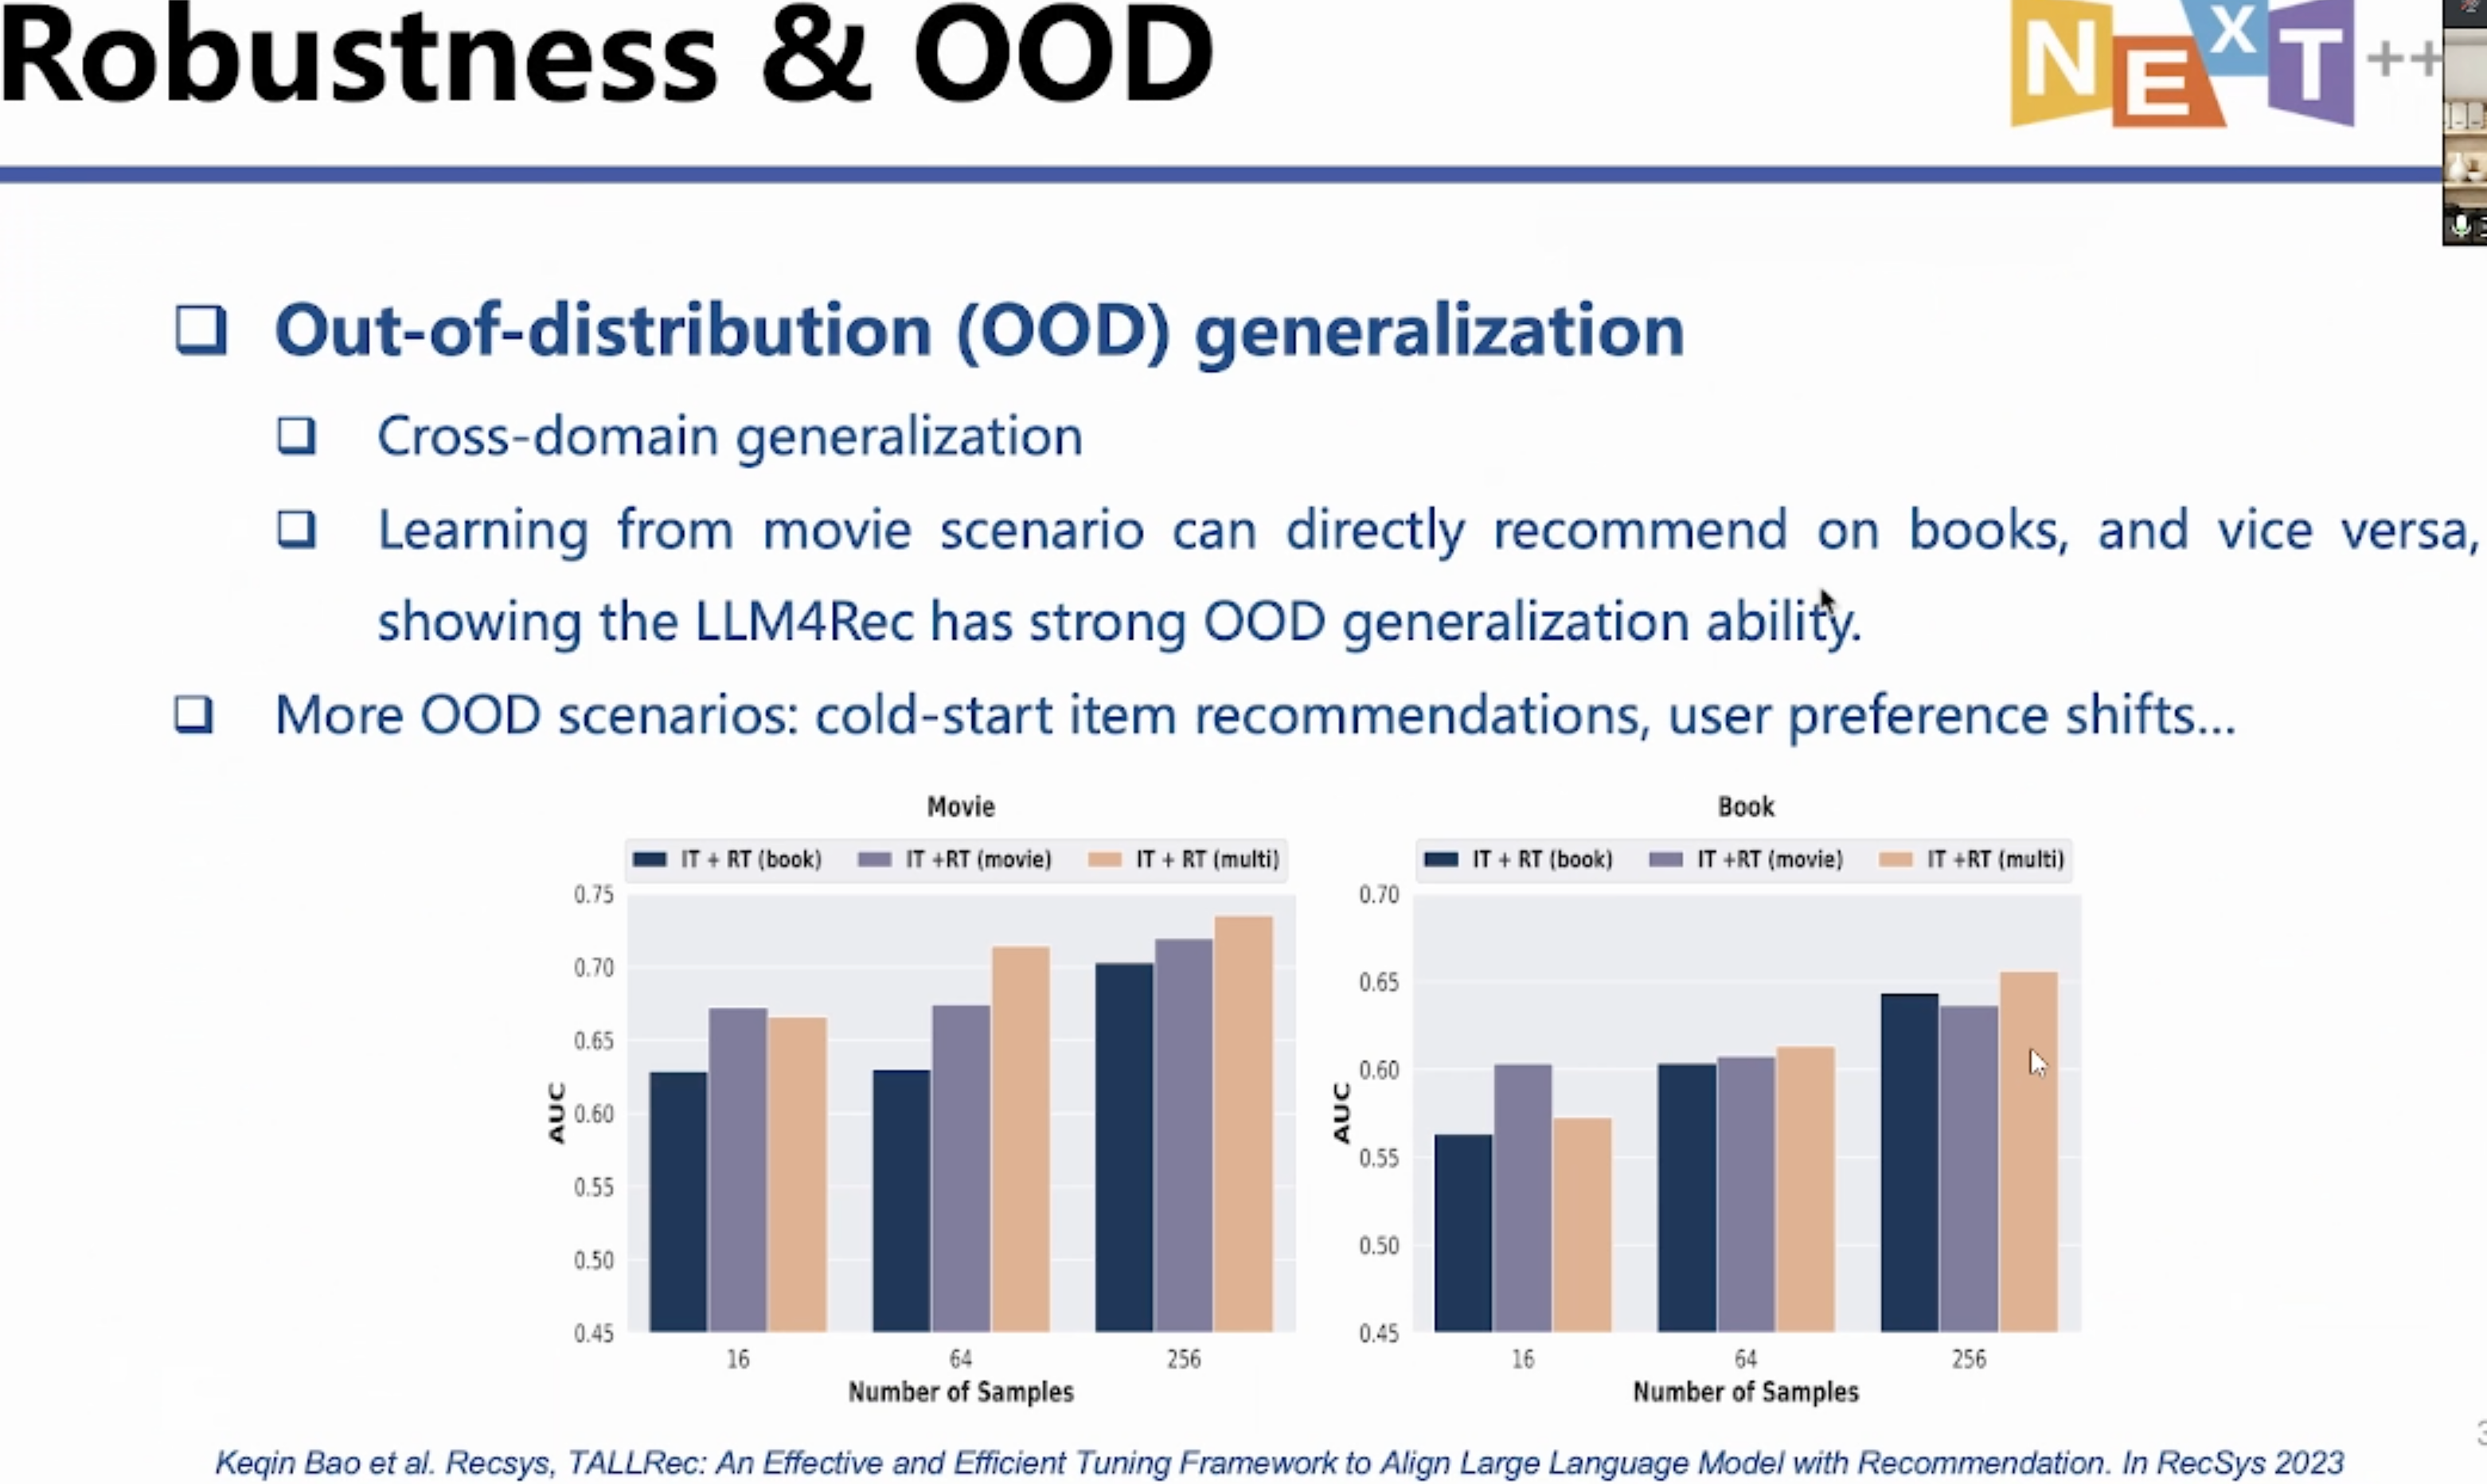 Robustness & OOD
NExT++
Out-of-distribution (OOD) generalization
Cross-domain generalization
Learning from movie scenario can directly recommend on books, and vice versa,
showing the LLM4Rec has strong OOD generalization ability.
More OOD scenarios: cold-start item recommendations, user preference shifts...
Movie
IT + RT (book) IT +RT (movie) IT + RT (multi)
0.75
0.70
0.65
0.60
0.55
0.50
0.45
AUC
16 64 256
Number of Samples
Book
IT + RT (book) IT +RT (movie) IT +RT (multi)
0.70
0.65
0.60
0.55
0.50
0.45
AUC
16 64 256
Number of Samples
Keqin Bao et al. Recsys, TALLRec: An Effective and Efficient Tuning Framework to Align Large Language Model with Recommendation. In RecSys 2023